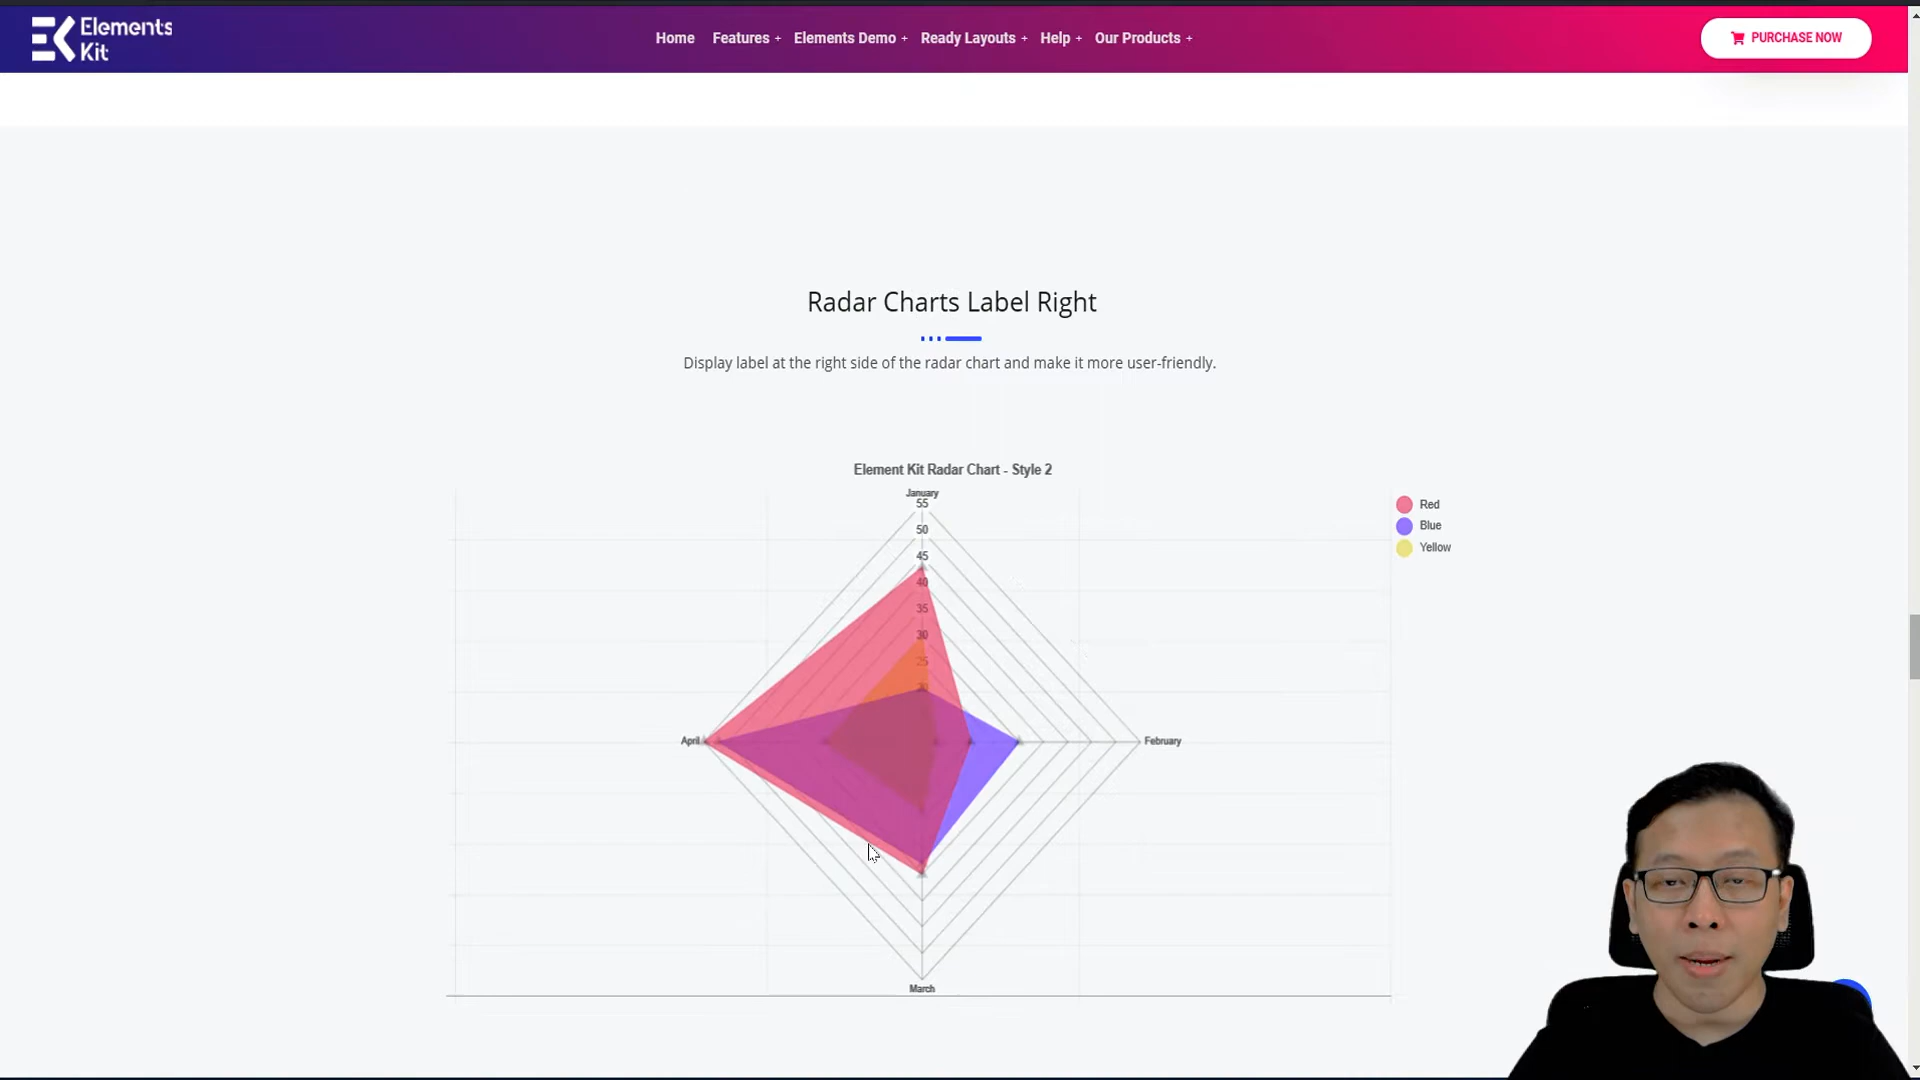 Elements
Kit
Home Features + Elements Demo + Ready Layouts + Help + Our Products +
PURCHASE NOW
Radar Charts Label Right
Display label at the right side of the radar chart and make it more user-friendly.
Element Kit Radar Chart - Style 2
January
55
50
45
40
35
30
25
20
Red
Blue
Yellow
April
February
March